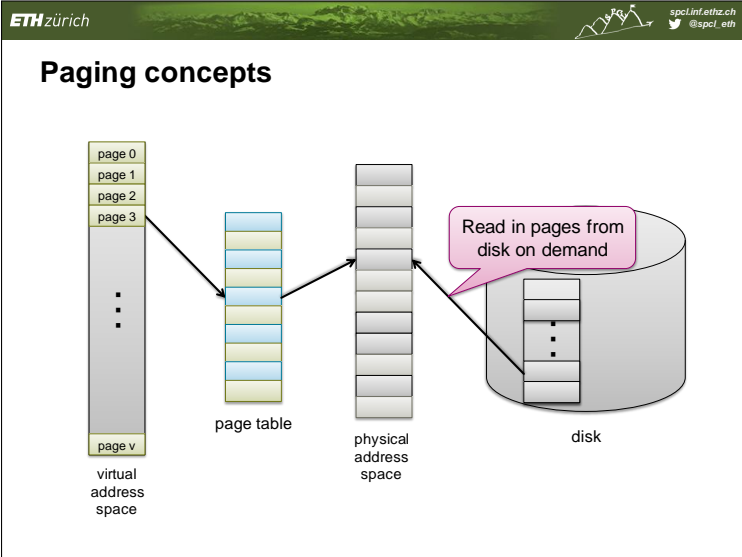 ETH zürich
spcl.inf.ethz.ch
@spcl_eth
Paging concepts
page 0
page 1
page 2
page 3
page v
virtual
address
space
page table
physical
address
space
Read in pages from
disk on demand
disk